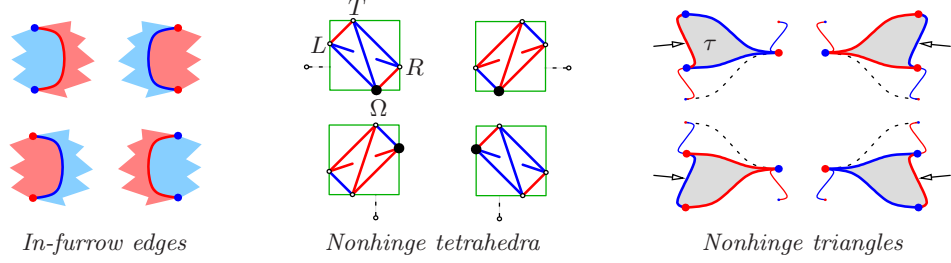 T
τ
L
R
Ω
In-furrow edges
Nonhinge tetrahedra
Nonhinge triangles